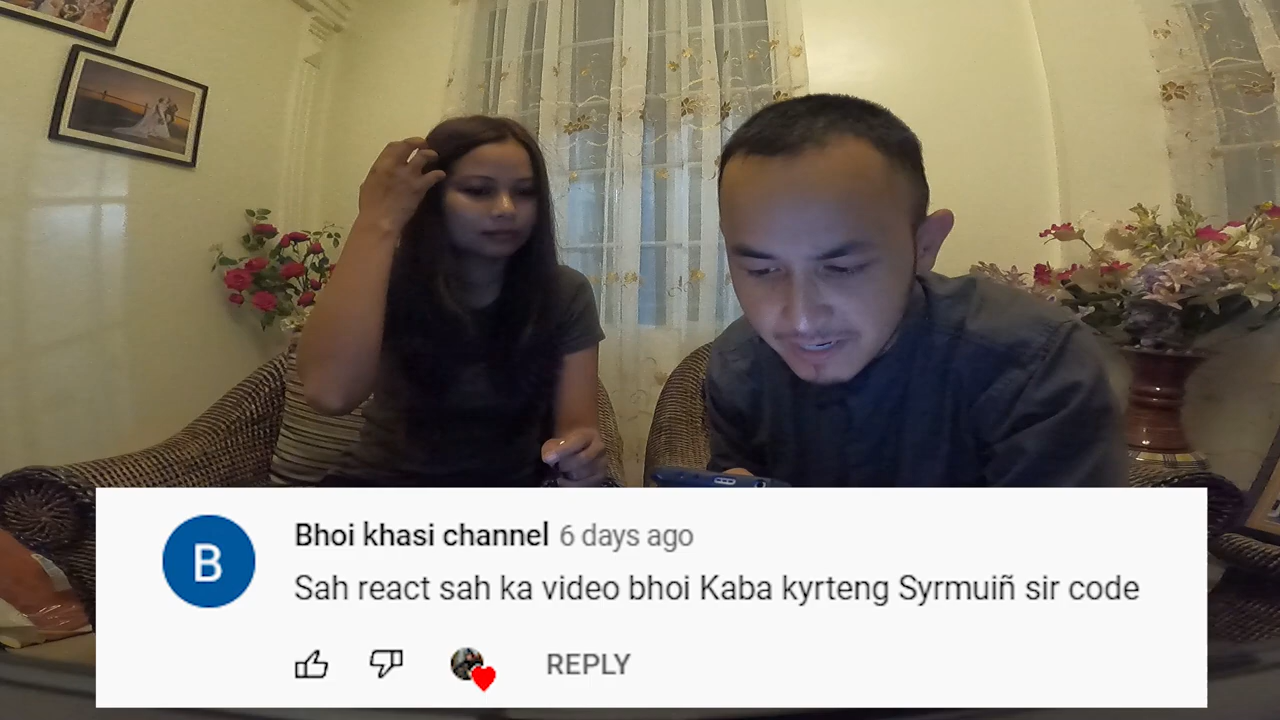 B
Bhoi khasi channel 6 days ago
Sah react sah ka video bhoi Kaba kyrteng Syrmuiñ sir code
REPLY